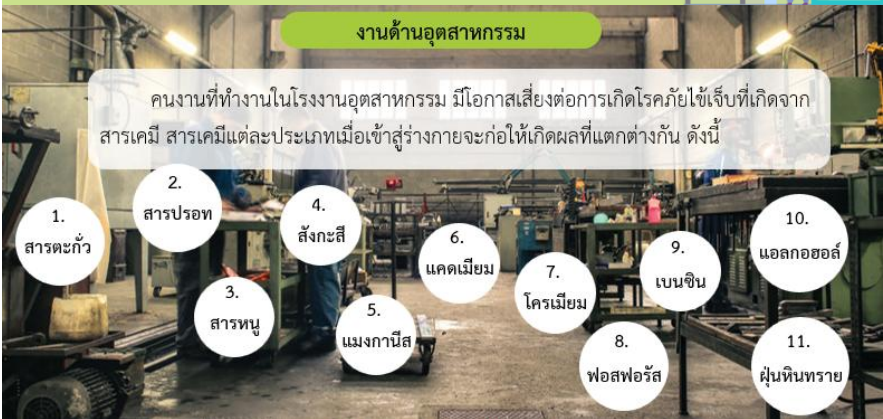 งานด้านอุตสาหกรรม
คนงานที่ทำงานในโรงงานอุตสาหกรรม มีโอกาสเสี่ยงต่อการเกิดโรคภัยไข้เจ็บที่เกิดจาก
สารเคมี สารเคมีแต่ละประเภทเมื่อเข้าสู่ร่างกายจะก่อให้เกิดผลที่แตกต่างกัน ดังนี้
1.
สารตะกั่ว
2.
สารปรอท
3.
สารหนู
4.
สังกะสี
5.
แมงกานีส
6.
แคดเมียม
7.
โครเมียม
8.
ฟอสฟอรัส
9.
เบนซิน
10.
แอลกอฮอล์
11.
ฝุ่นหินทราย